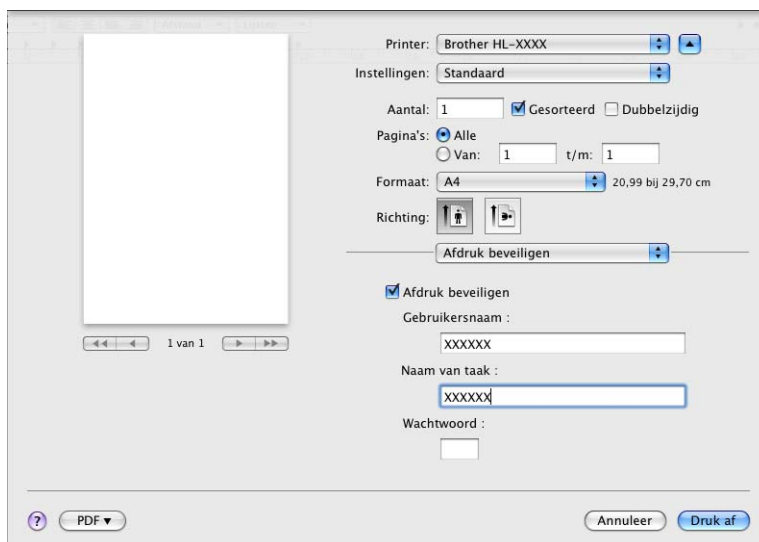 Printer: Brother HL-XXXX
Instellingen: Standaard
Aantal: 1 Gesorteerd Dubbelzijdig
Pagina's: Alle
Van: 1 t/m: 1
Formaat: A4 20,99 bij 29,70 cm
Richting:
Afdruk beveiligen
Afdruk beveiligen
Gebruikersnaam :
XXXXXX
1 van 1
Naam van taak :
XXXXXX
Wachtwoord :
? PDF Annuleer Druk af